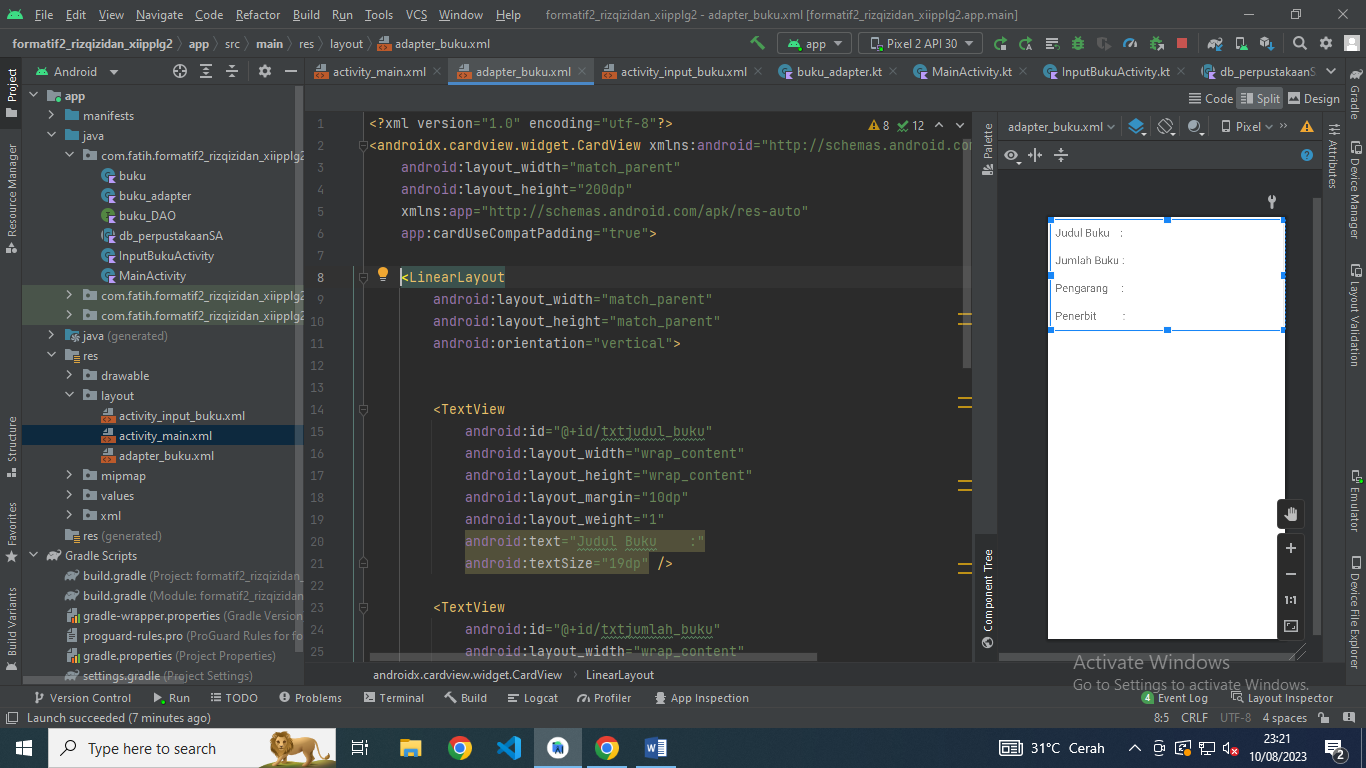 File Edit View Navigate Code Refactor Build Run Tools VCS Window Help formatif2_rizqizidan_xiipplg2 - adapter_buku.xml [formatif2_rizqizidan_xiipplg2.app.main]
formatif2_rizqizidan_xiipplg2 app src main res layout adapter_buku.xml app Pixel 2 API 30
Android
activity_main.xml adapter_buku.xml activity_input_buku.xml buku_adapter.kt MainActivity.kt InputBukuActivity.kt db_perpustakaanS
Code Split Design
Project
Resource Manager
Structure
Favorites
Build Variants
app
manifests
java
com.fatih.formatif2_rizqizidan_xiipplg2
buku
buku_adapter
buku_DAO
db_perpustakaanSA
InputBukuActivity
MainActivity
com.fatih.formatif2_rizqizidan_xiipplg2
com.fatih.formatif2_rizqizidan_xiipplg2
java (generated)
res
drawable
layout
activity_input_buku.xml
activity_main.xml
adapter_buku.xml
mipmap
values
xml
res (generated)
Gradle Scripts
build.gradle (Project: formatif2_rizqizidan_
build.gradle (Module: formatif2_rizqizidan
gradle-wrapper.properties (Gradle Version
proguard-rules.pro (ProGuard Rules for fo
gradle.properties (Project Properties)
settings.gradle (Project Settings)
8 12
1 <?xml version="1.0" encoding="utf-8"?>
2 <androidx.cardview.widget.CardView xmlns:android="http://schemas.android.co
3 android:layout_width="match_parent"
4 android:layout_height="200dp"
5 xmlns:app="http://schemas.android.com/apk/res-auto"
6 app:cardUseCompatPadding="true">
7
8 <LinearLayout
9 android:layout_width="match_parent"
10 android:layout_height="match_parent"
11 android:orientation="vertical">
12
13
14 <TextView
15 android:id="@+id/txtjudul_buku"
16 android:layout_width="wrap_content"
17 android:layout_height="wrap_content"
18 android:layout_margin="10dp"
19 android:layout_weight="1"
20 android:text="Judul Buku    :"
21 android:textSize="19dp" />
22
23 <TextView
24 android:id="@+id/txtjumlah_buku"
25 android:layout_width="wrap_content"
androidx.cardview.widget.CardView LinearLayout
Palette
Component Tree
adapter_buku.xml Pixel
Judul Buku :
Jumlah Buku :
Pengarang :
Penerbit :
1:1
Attributes
Gradle
Device Manager
Layout Validation
Emulator
Device File Explorer
Activate Windows
Go to Settings to activate Windows.
Version Control Run TODO Problems Terminal Build Logcat Profiler App Inspection 4 Event Log Layout Inspector
Launch succeeded (7 minutes ago) 8:5 CRLF UTF-8 4 spaces
Type here to search 31°C Cerah 23:21
10/08/2023 2